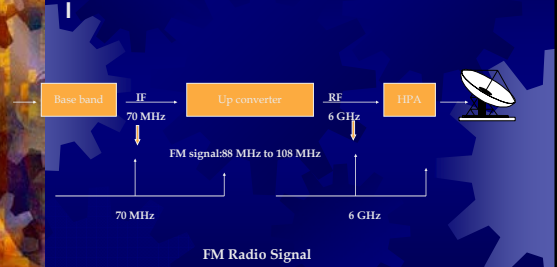 I
Base band
IF
Up converter
RF
HPA
70 MHz
6 GHz
FM signal:88 MHz to 108 MHz
70 MHz
6 GHz
FM Radio Signal